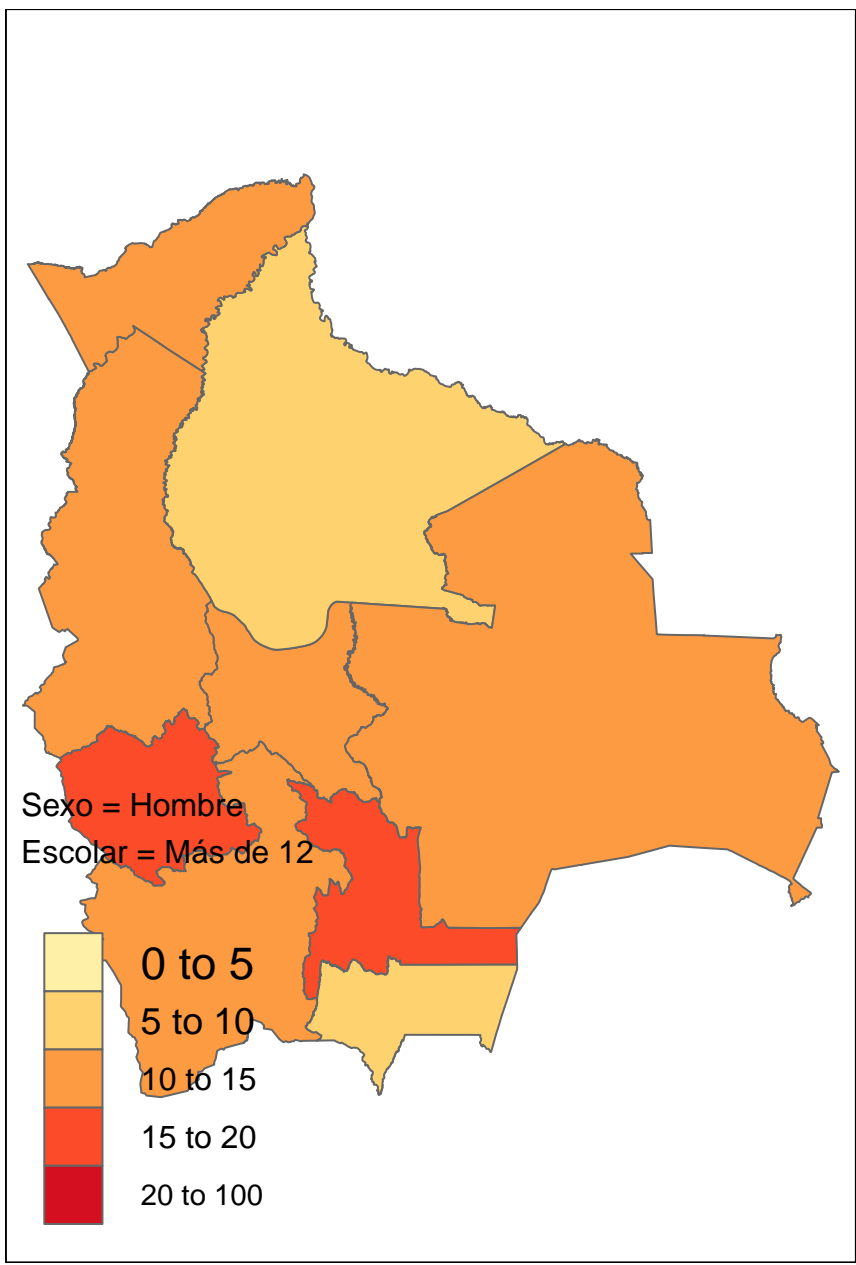 Sexo = Hombre
Escolar = Más de 12
0 to 5
5 to 10
10 to 15
15 to 20
20 to 100